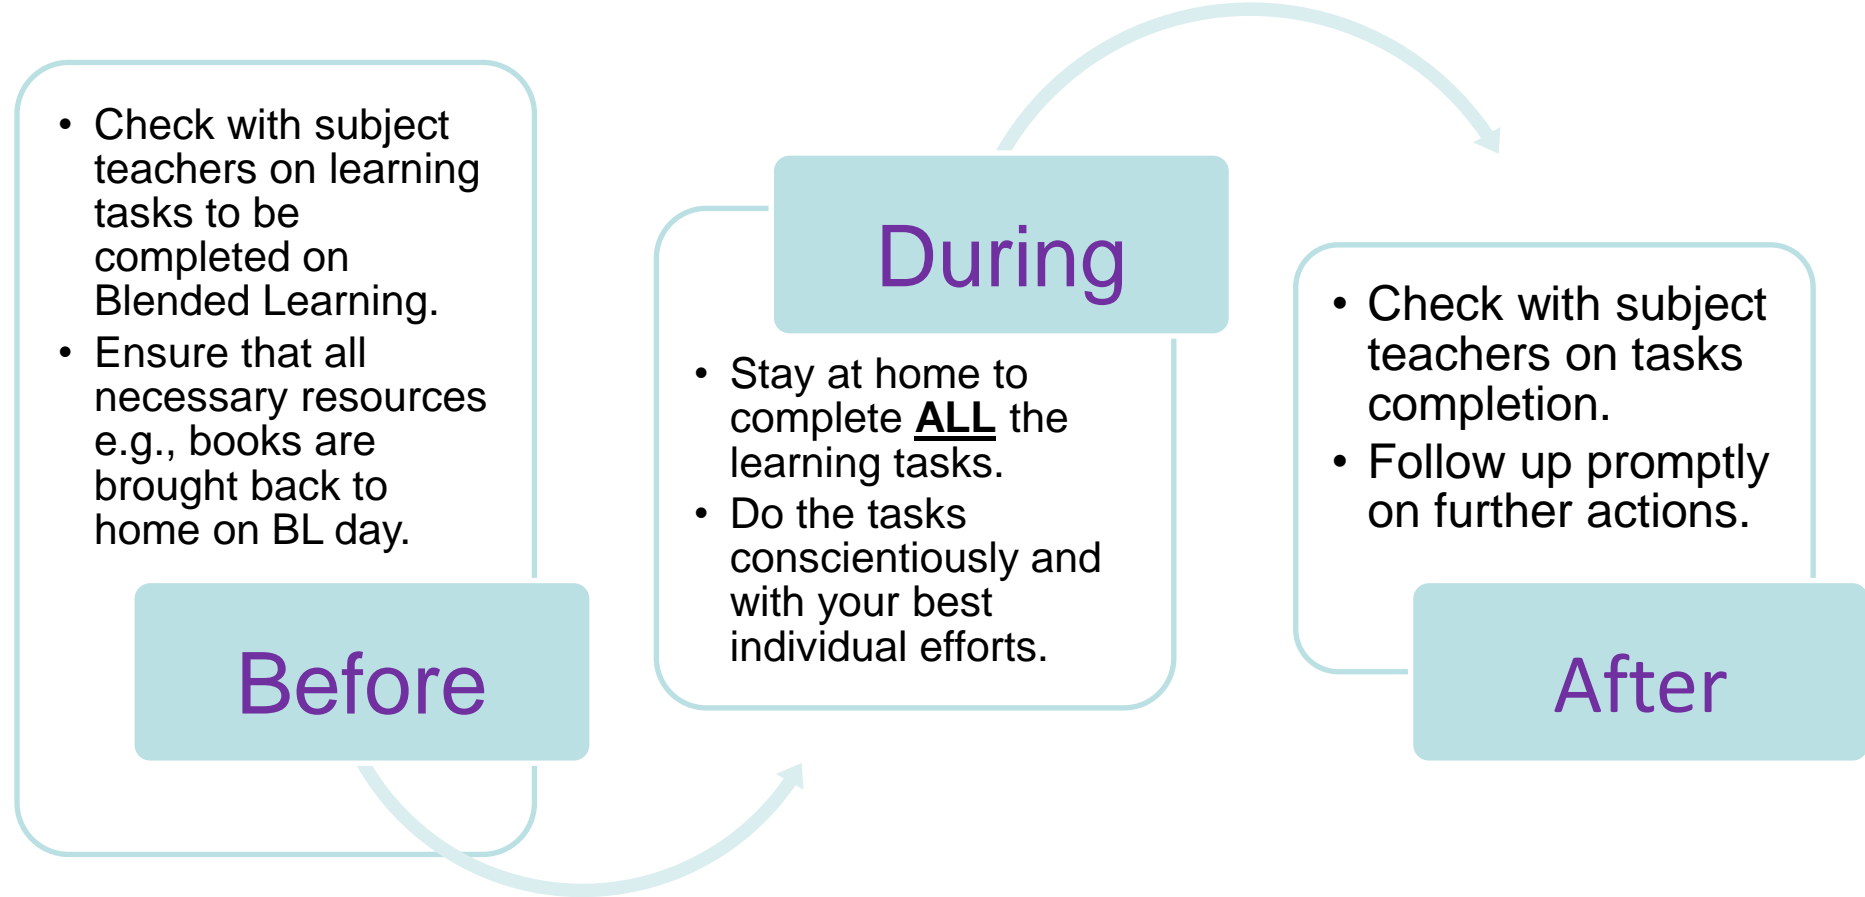 • Check with subject
teachers on learning
tasks to be
completed on
Blended Learning.
• Ensure that all
necessary resources
e.g., books are
brought back to
home on BL day.
Before
During
• Stay at home to
complete ALL the
learning tasks.
• Do the tasks
conscientiously and
with your best
individual efforts.
• Check with subject
teachers on tasks
completion.
• Follow up promptly
on further actions.
After